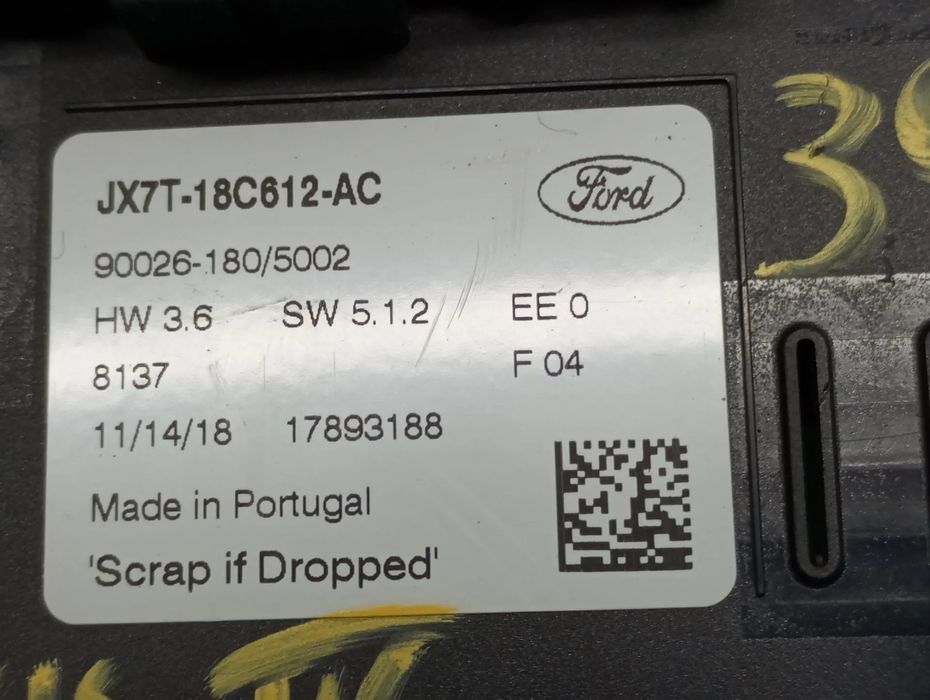 JX7T-18C612-AC
Ford
90026-180/5002
HW 3.6 SW 5.1.2 EE 0
8137 F 04
11/14/18 17893188
Made in Portugal
'Scrap if Dropped'
3